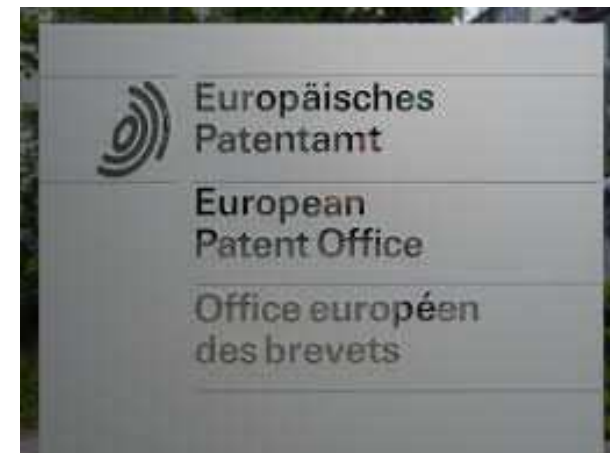 Europäisches
Patentamt
European
Patent Office
Office européen
des brevets